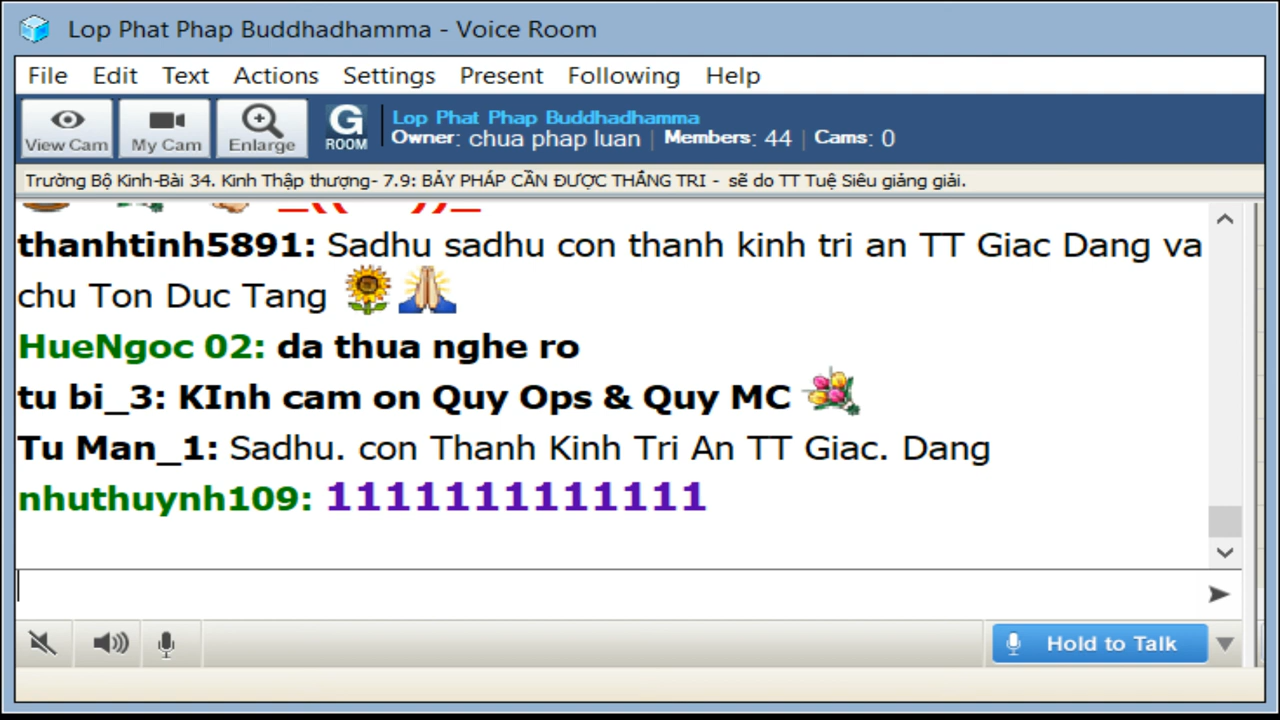 Lop Phat Phap Buddhadhamma - Voice Room
File Edit Text Actions Settings Present Following Help
View Cam My Cam Enlarge G ROOM
Lop Phat Phap Buddhadhamma
Owner: chua phap luan | Members: 44 | Cams: 0
Trường Bộ Kinh-Bài 34. Kinh Thập thượng- 7.9: BẢY PHÁP CẦN ĐƯỢC THẮNG TRI - sẽ do TT Tuệ Siêu giảng giải.
thanhtinh5891: Sadhu sadhu con thanh kinh tri an TT Giac Dang va
chu Ton Duc Tang
HueNgoc 02: da thua nghe ro
tu bi_3: KInh cam on Quy Ops & Quy MC
Tu Man_1: Sadhu. con Thanh Kinh Tri An TT Giac. Dang
nhuthuynh109: 1111111111111
Hold to Talk